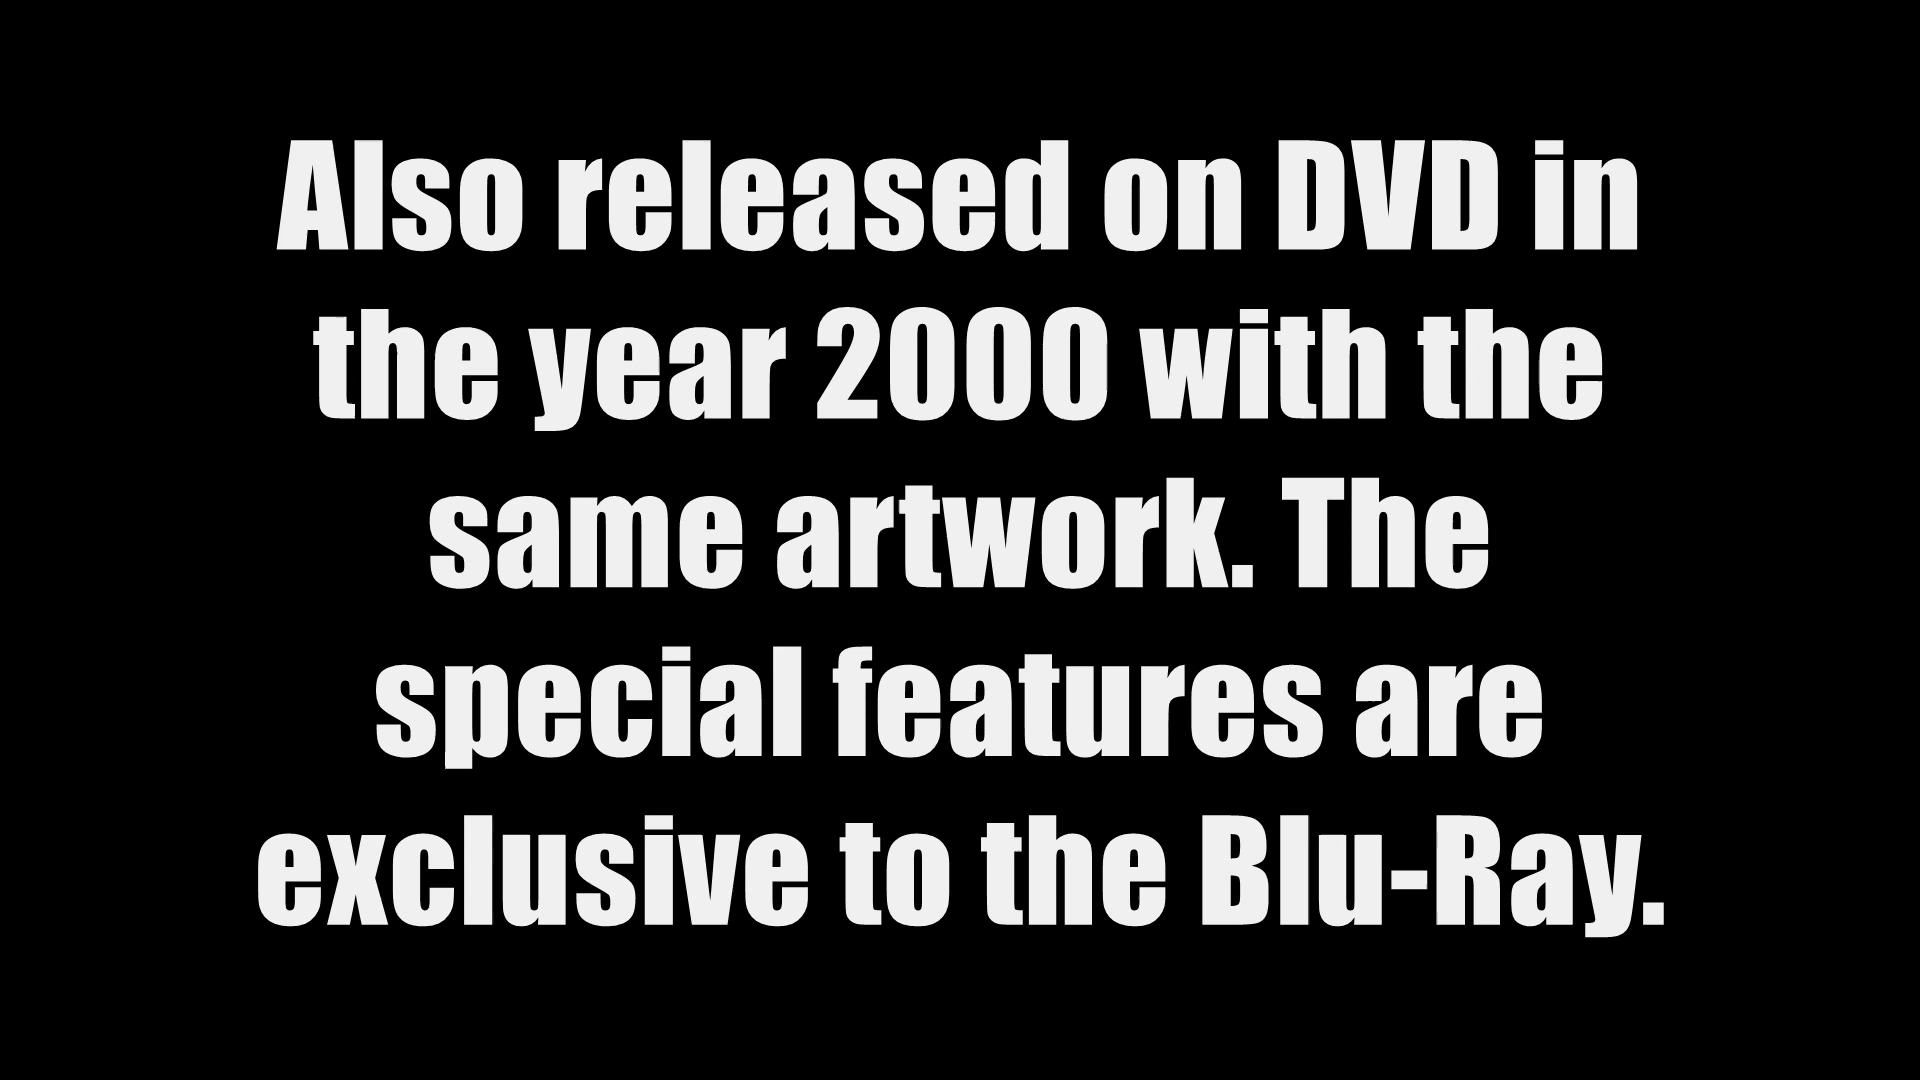 Also released on DVD in
the year 2000 with the
same artwork. The
special features are
exclusive to the Blu-Ray.